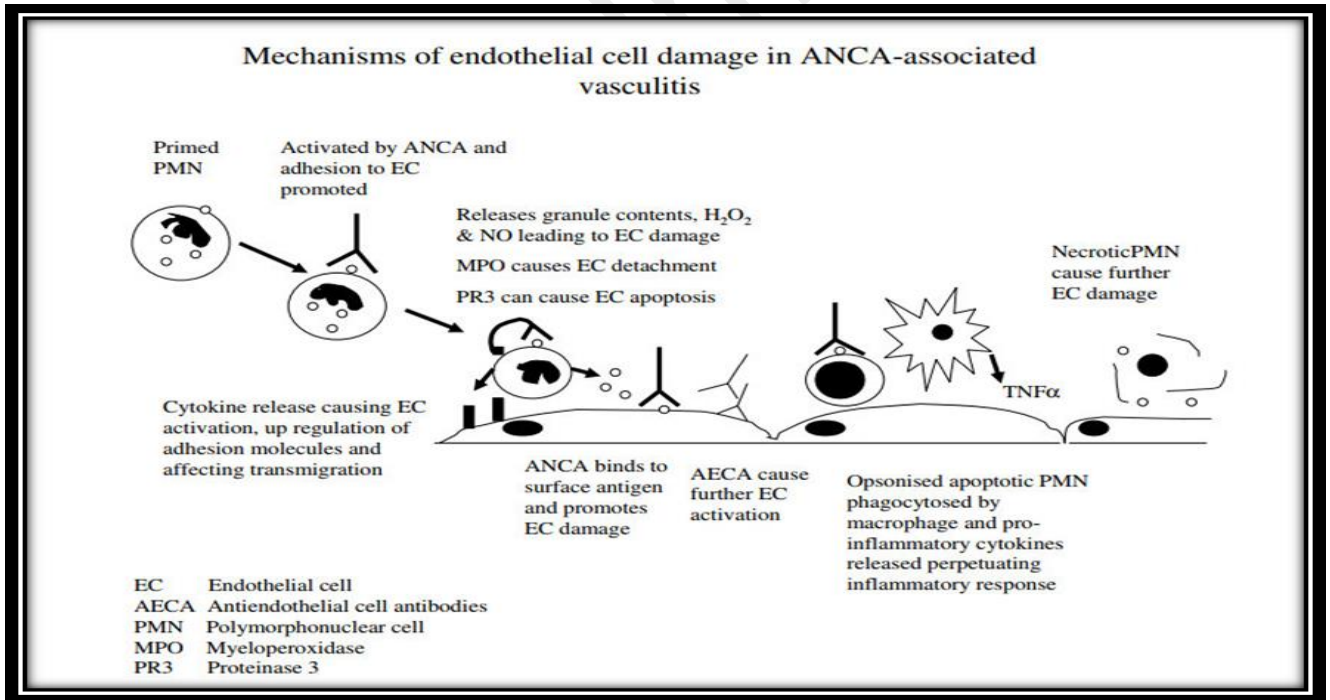 Mechanisms of endothelial cell damage in ANCA-associated
vasculitis
Primed
PMN
Activated by ANCA and
adhesion to EC
promoted
Releases granule contents, H₂O₂
& NO leading to EC damage
MPO causes EC detachment
PR3 can cause EC apoptosis
NecroticPMN
cause further
EC damage
TNFα
Cytokine release causing EC
activation, up regulation of
adhesion molecules and
affecting transmigration
ANCA binds to
surface antigen
and promotes
EC damage
AECA cause
further EC
activation
Opsonised apoptotic PMN
phagocytosed by
macrophage and pro-
inflammatory cytokines
released perpetuating
inflammatory response
EC Endothelial cell
AECA Antiendothelial cell antibodies
PMN Polymorphonuclear cell
MPO Myeloperoxidase
PR3 Proteinase 3